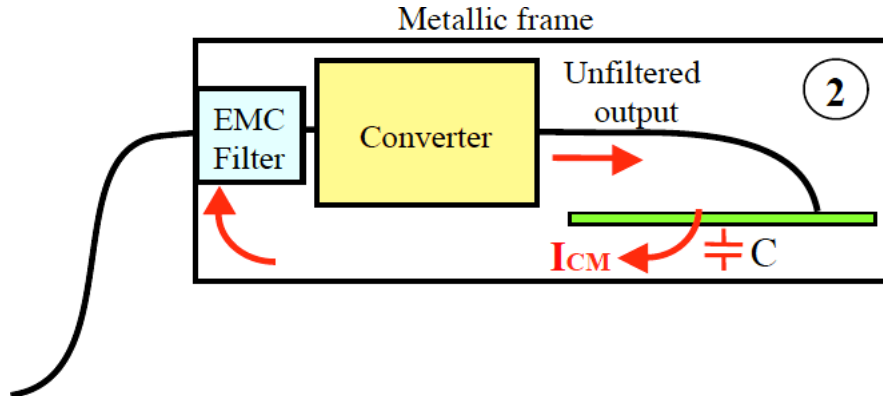 Metallic frame
Unfiltered
output
2
EMC
Filter
Converter
ICM
C